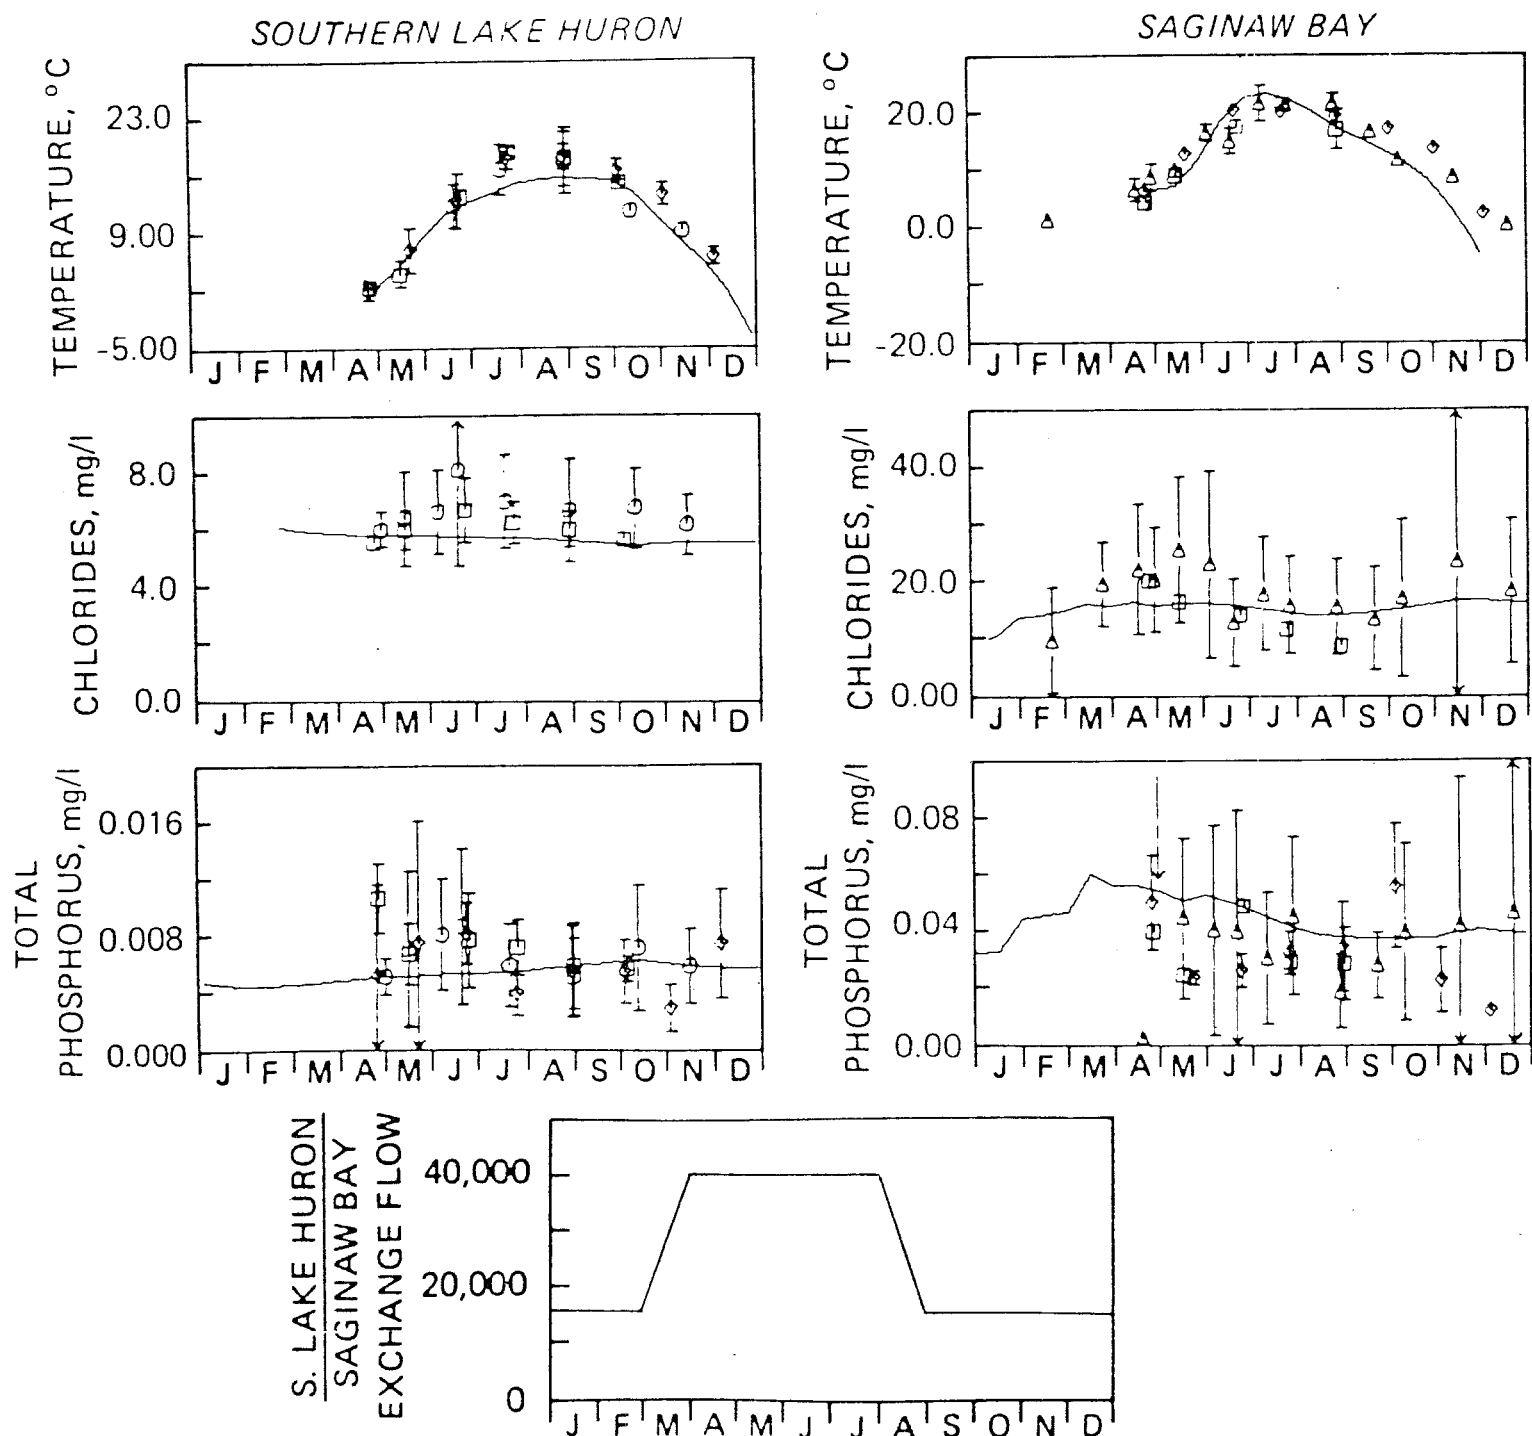 SOUTHERN LAKE HURON
SAGINAW BAY
TEMPERATURE, °C
23.0
9.00
-5.00
J F M A M J J A S O N D
TEMPERATURE, °C
20.0
0.0
-20.0
J F M A M J J A S O N D
CHLORIDES, mg/l
8.0
4.0
0.0
J F M A M J J A S O N D
CHLORIDES, mg/l
40.0
20.0
0.00
J F M A M J J A S O N D
TOTAL
PHOSPHORUS, mg/l
0.016
0.008
0.000
J F M A M J J A S O N D
TOTAL
PHOSPHORUS, mg/l
0.08
0.04
0.00
J F M A M J J A S O N D
S. LAKE HURON
SAGINAW BAY
EXCHANGE FLOW
40,000
20,000
0
J F M A M J J A S O N D